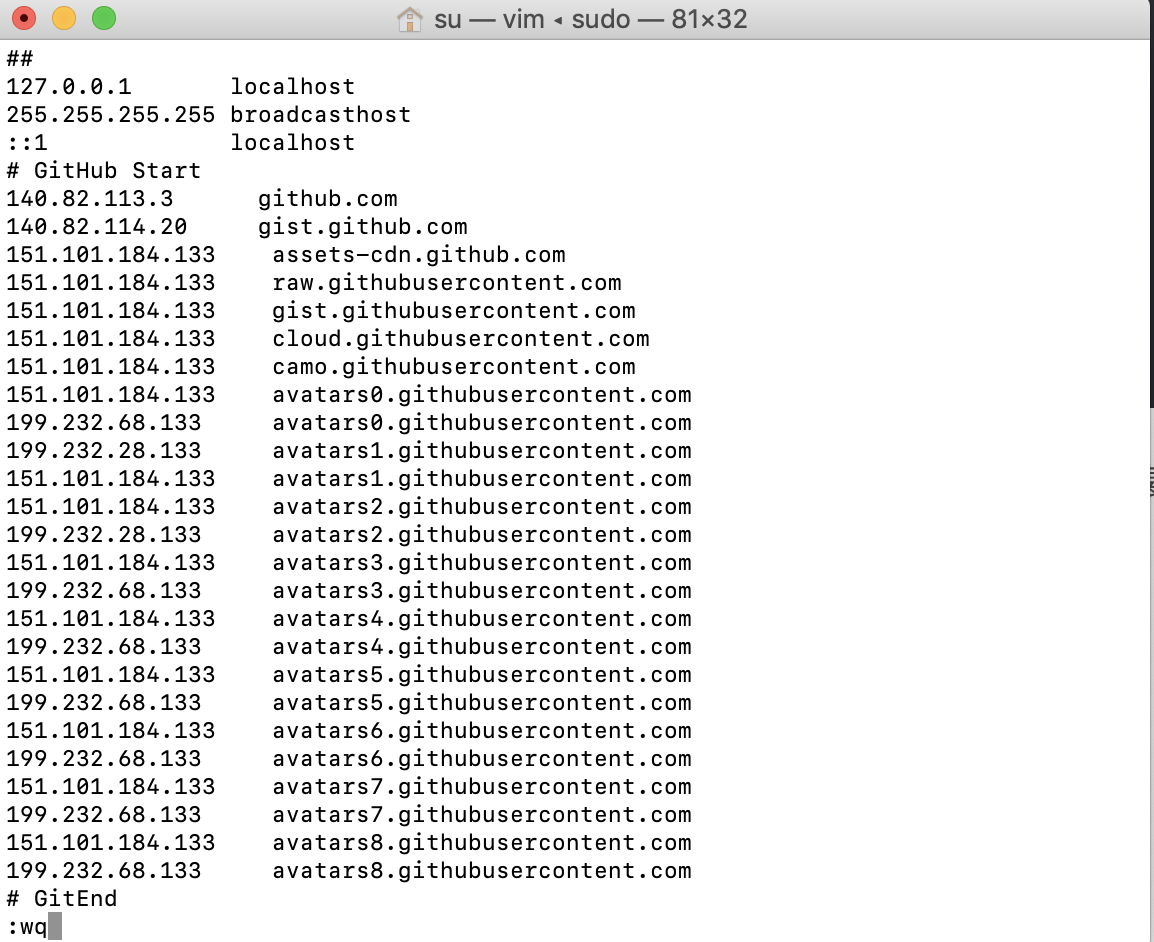 su — vim ◂ sudo — 81×32
##
127.0.0.1       localhost
255.255.255.255 broadcasthost
::1             localhost
# GitHub Start
140.82.113.3      github.com
140.82.114.20     gist.github.com
151.101.184.133    assets-cdn.github.com
151.101.184.133    raw.githubusercontent.com
151.101.184.133    gist.githubusercontent.com
151.101.184.133    cloud.githubusercontent.com
151.101.184.133    camo.githubusercontent.com
151.101.184.133    avatars0.githubusercontent.com
199.232.68.133     avatars0.githubusercontent.com
199.232.28.133     avatars1.githubusercontent.com
151.101.184.133    avatars1.githubusercontent.com
151.101.184.133    avatars2.githubusercontent.com
199.232.28.133     avatars2.githubusercontent.com
151.101.184.133    avatars3.githubusercontent.com
199.232.68.133     avatars3.githubusercontent.com
151.101.184.133    avatars4.githubusercontent.com
199.232.68.133     avatars4.githubusercontent.com
151.101.184.133    avatars5.githubusercontent.com
199.232.68.133     avatars5.githubusercontent.com
151.101.184.133    avatars6.githubusercontent.com
199.232.68.133     avatars6.githubusercontent.com
151.101.184.133    avatars7.githubusercontent.com
199.232.68.133     avatars7.githubusercontent.com
151.101.184.133    avatars8.githubusercontent.com
199.232.68.133     avatars8.githubusercontent.com
# GitEnd
:wq